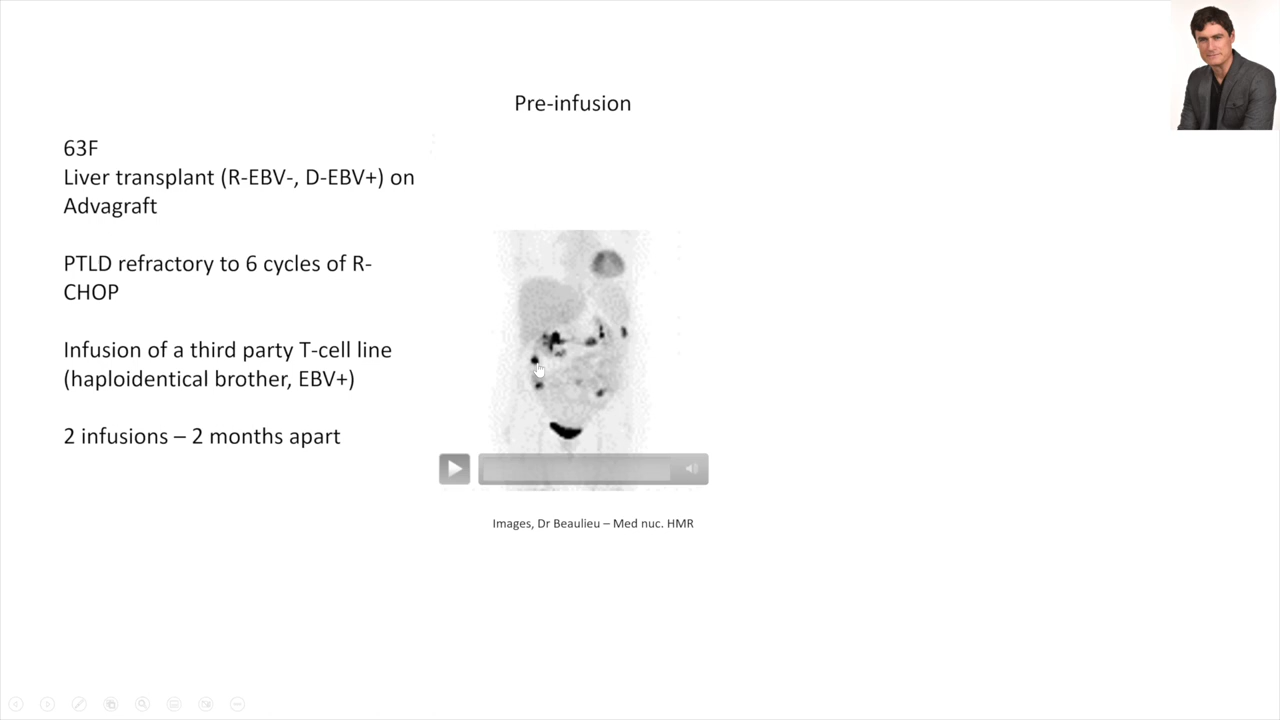 Pre-infusion
63F
Liver transplant (R-EBV-, D-EBV+) on
Advagraft
PTLD refractory to 6 cycles of R-
CHOP
Infusion of a third party T-cell line
(haploidentical brother, EBV+)
2 infusions – 2 months apart
Images, Dr Beaulieu – Med nuc. HMR